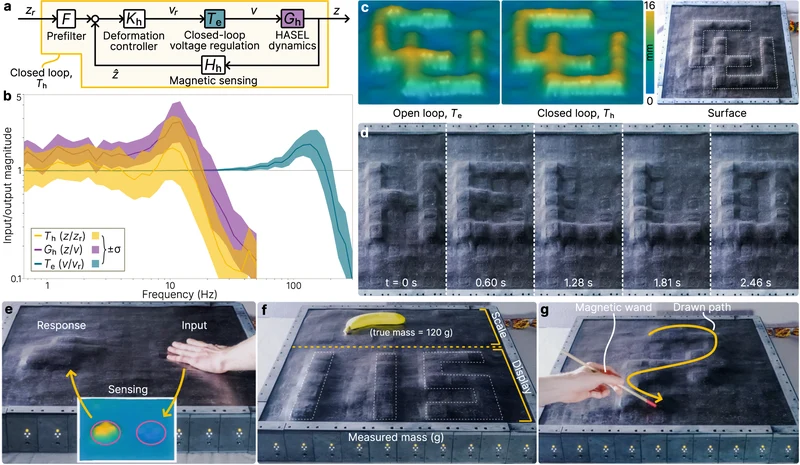 a
z_r
F
K_h
v_r
T_e
v
G_h
z
Prefilter
Deformation
controller
Closed-loop
voltage regulation
HASEL
dynamics
H_h
ẑ
Magnetic sensing
Closed loop,
T_h
b
Input/output magnitude
5
1
0.1
T_h (z/z_r)
G_h (z/v)
T_e (v/v_r)
±σ
1
10
100
Frequency (Hz)
c
Open loop, T_e
Closed loop, T_h
16
mm
0
Surface
d
H
E
L
L
O
t = 0 s
0.60 s
1.28 s
1.81 s
2.46 s
e
Response
Input
Sensing
f
(true mass = 120 g)
Scale
Display
115
Measured mass (g)
g
Magnetic wand
Drawn path